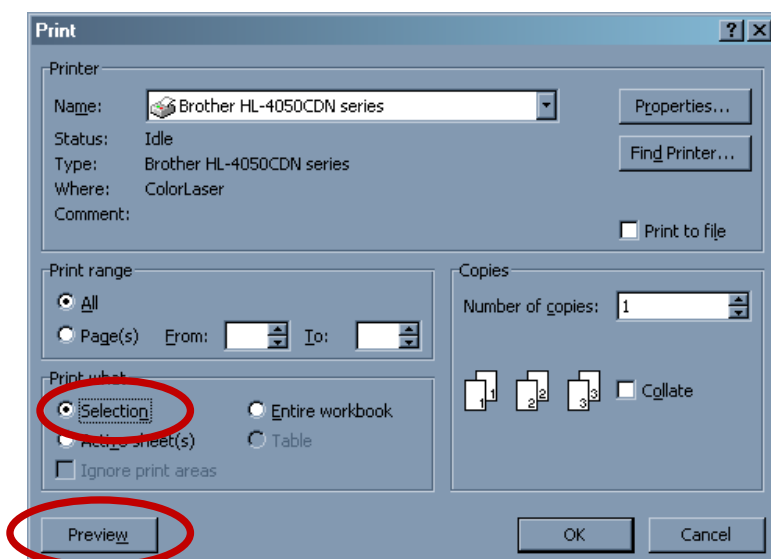 Print
Printer
Name: Brother HL-4050CDN series Properties...
Status: Idle
Type: Brother HL-4050CDN series Find Printer...
Where: ColorLaser
Comment:
Print to file
Print range
All
Page(s) From: To:
Copies
Number of copies: 1
1 1 2 2 3 3 Collate
Print what
Selection Entire workbook
Active sheet(s) Table
Ignore print areas
Preview OK Cancel